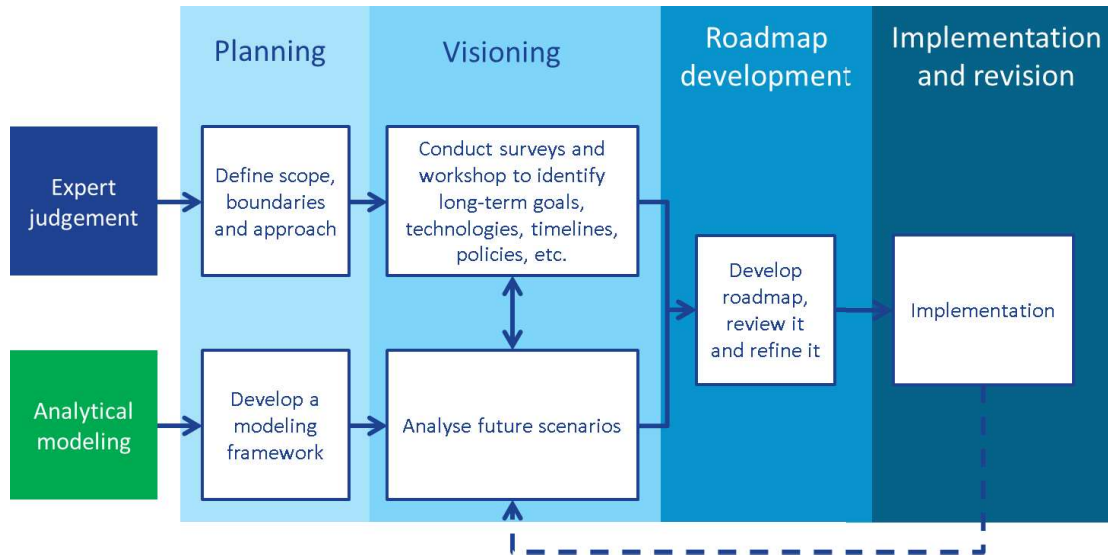 Planning
Visioning
Roadmap
development
Implementation
and revision
Expert
judgement
Define scope,
boundaries
and approach
Conduct surveys and
workshop to identify
long-term goals,
technologies, timelines,
policies, etc.
Develop
roadmap,
review it
and refine it
Implementation
Analytical
modeling
Develop a
modeling
framework
Analyse future scenarios